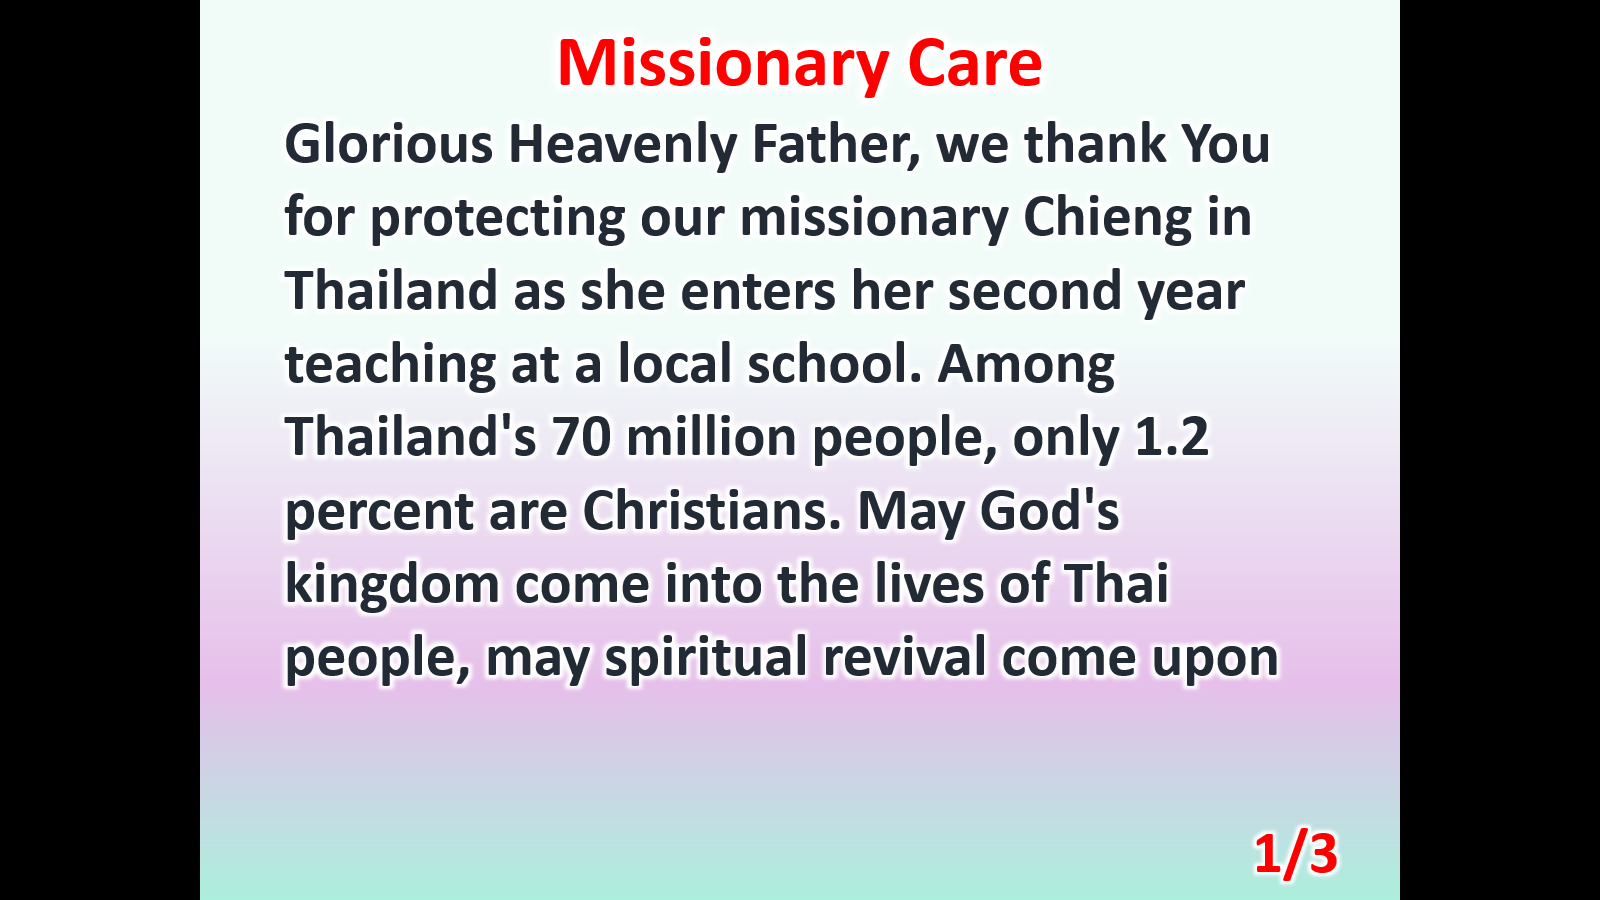 Missionary Care
Glorious Heavenly Father, we thank You
for protecting our missionary Chieng in
Thailand as she enters her second year
teaching at a local school. Among
Thailand's 70 million people, only 1.2
percent are Christians. May God's
kingdom come into the lives of Thai
people, may spiritual revival come upon
1/3